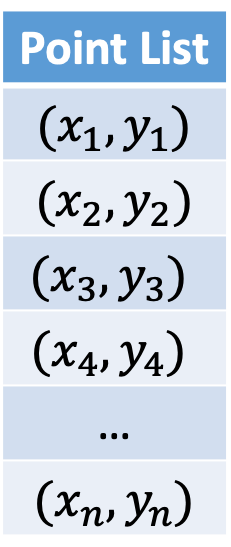 Point List
(x₁, y₁)
(x₂, y₂)
(x₃, y₃)
(x₄, y₄)
...
(xₙ, yₙ)